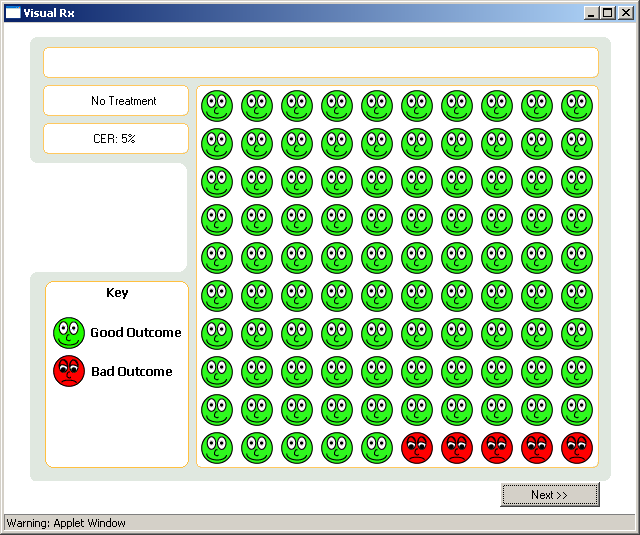 Visual Rx
No Treatment
CER: 5%
Key
Good Outcome
Bad Outcome
Next >>
Warning: Applet Window